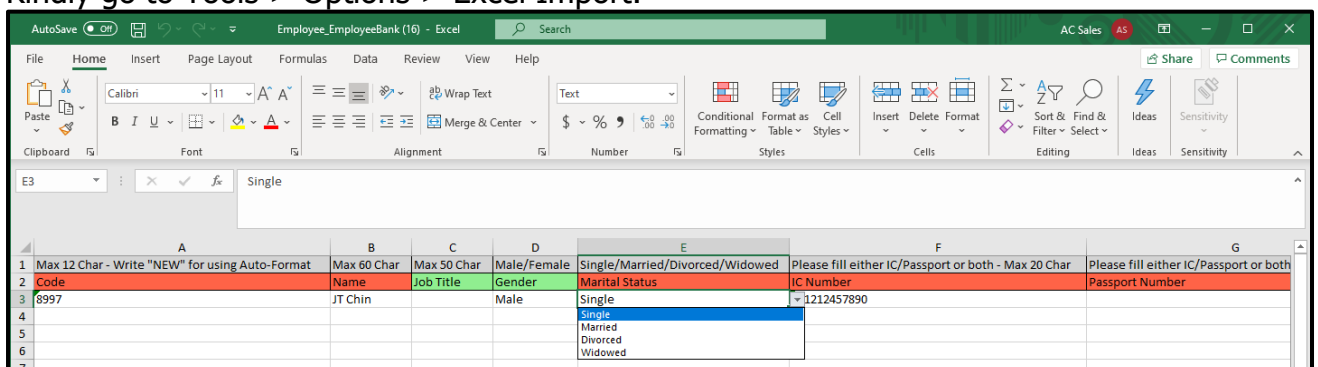 Kindly go to Tools > Options > Excel Import.
AutoSave Off Employee_EmployeeBank (16) - Excel Search AC Sales AS
File Home Insert Page Layout Formulas Data Review View Help Share Comments
Paste Calibri 11 A^ A˅ Wrap Text Text Conditional Formatting Format as Table Cell Styles Insert Delete Format Sort & Filter Find & Select Ideas Sensitivity
B I U A Merge & Center $ % 9 .00 .00
Clipboard Font Alignment Number Styles Cells Editing Ideas Sensitivity
E3 fx Single
A B C D E F G
1 Max 12 Char - Write "NEW" for using Auto-Format Max 60 Char Max 50 Char Male/Female Single/Married/Divorced/Widowed Please fill either IC/Passport or both - Max 20 Char Please fill either IC/Passport or both
2 Code Name Job Title Gender Marital Status IC Number Passport Number
3 8997 JT Chin Male Single 1212457890
4 Single
5 Married
Divorced
6 Widowed